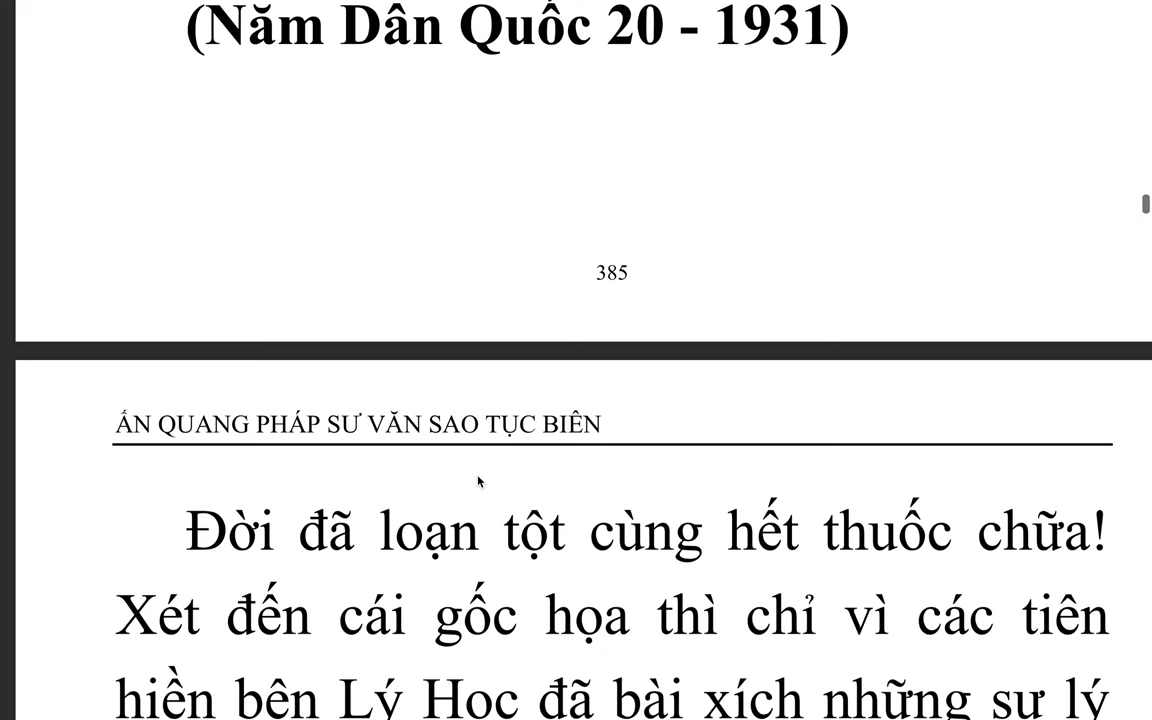 (Năm Dân Quốc 20 - 1931)
385
ẤN QUANG PHÁP SƯ VĂN SAO TỤC BIÊN
Đời đã loạn tột cùng hết thuốc chữa!
Xét đến cái gốc họa thì chỉ vì các tiên
hiền bên Lý Học đã bài xích những sự lý